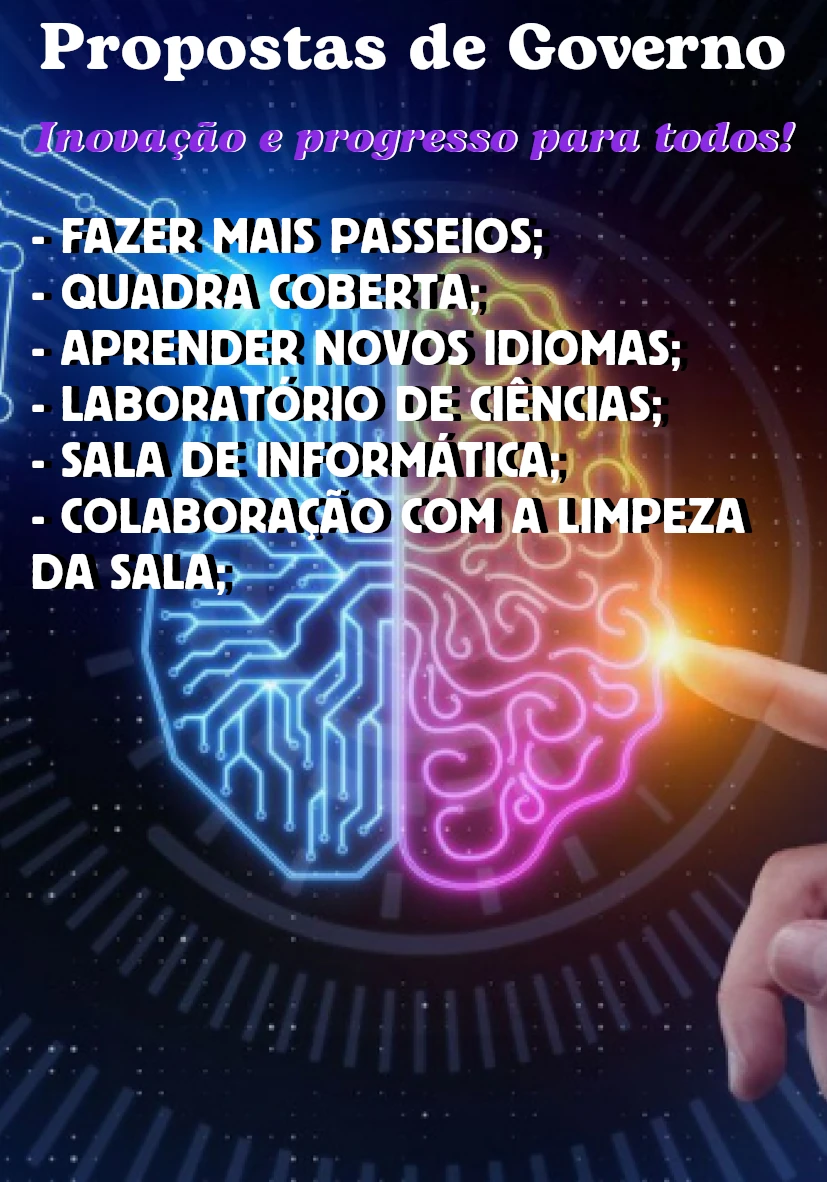 Propostas de Governo
Inovação e progresso para todos!
- FAZER MAIS PASSEIOS;
- QUADRA COBERTA;
- APRENDER NOVOS IDIOMAS;
- LABORATÓRIO DE CIÊNCIAS;
- SALA DE INFORMÁTICA;
- COLABORAÇÃO COM A LIMPEZA
DA SALA;